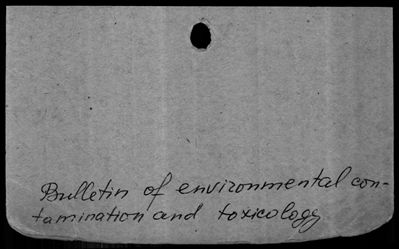 Bulletin of environmental con-
tamination and toxicology